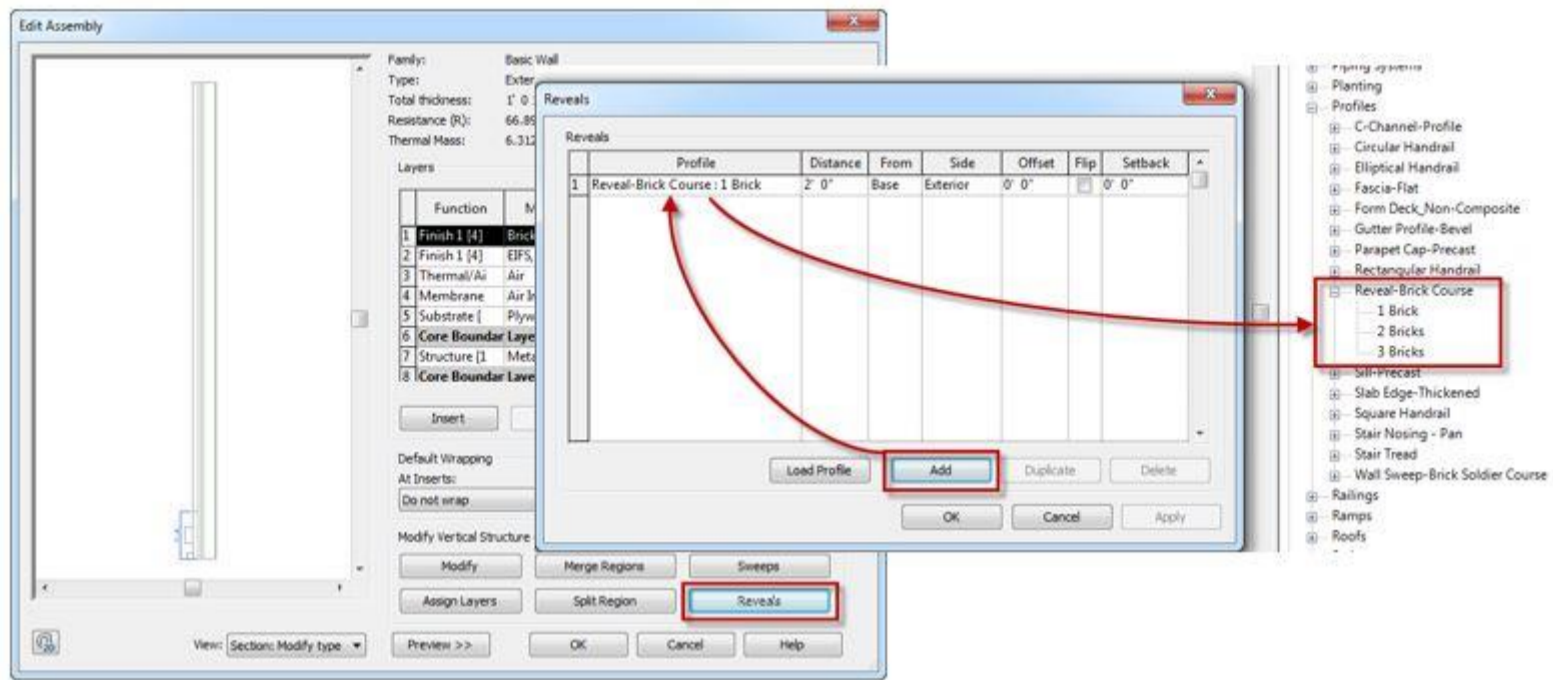 Edit Assembly
Family: Basic Wall
Type: Exter
Total thickness: 1' 0
Resistance (R): 66.89
Thermal Mass: 6.312
Layers
Function M
1 Finish 1 [4] Brick
2 Finish 1 [4] EIFS,
3 Thermal/Ai Air
4 Membrane Air In
5 Substrate [ Plyw
6 Core Boundar Laye
7 Structure [1 Meta
8 Core Boundar Laye
Insert
Default Wrapping
At Inserts:
Do not wrap
Modify Vertical Structure
Modify Merge Regions Sweeps
Assign Layers Split Region Reveals
View: Section: Modify type Preview >> OK Cancel Help
Reveals
Reveals
Profile Distance From Side Offset Flip Setback
1 Reveal-Brick Course : 1 Brick 2' 0" Base Exterior 0' 0" 0' 0"
Load Profile Add Duplicate Delete
OK Cancel Apply
Piping Systems
Planting
Profiles
C-Channel-Profile
Circular Handrail
Elliptical Handrail
Fascia-Flat
Form Deck_Non-Composite
Gutter Profile-Bevel
Parapet Cap-Precast
Rectangular Handrail
Reveal-Brick Course
1 Brick
2 Bricks
3 Bricks
Sill-Precast
Slab Edge-Thickened
Square Handrail
Stair Nosing - Pan
Stair Tread
Wall Sweep-Brick Soldier Course
Railings
Ramps
Roofs